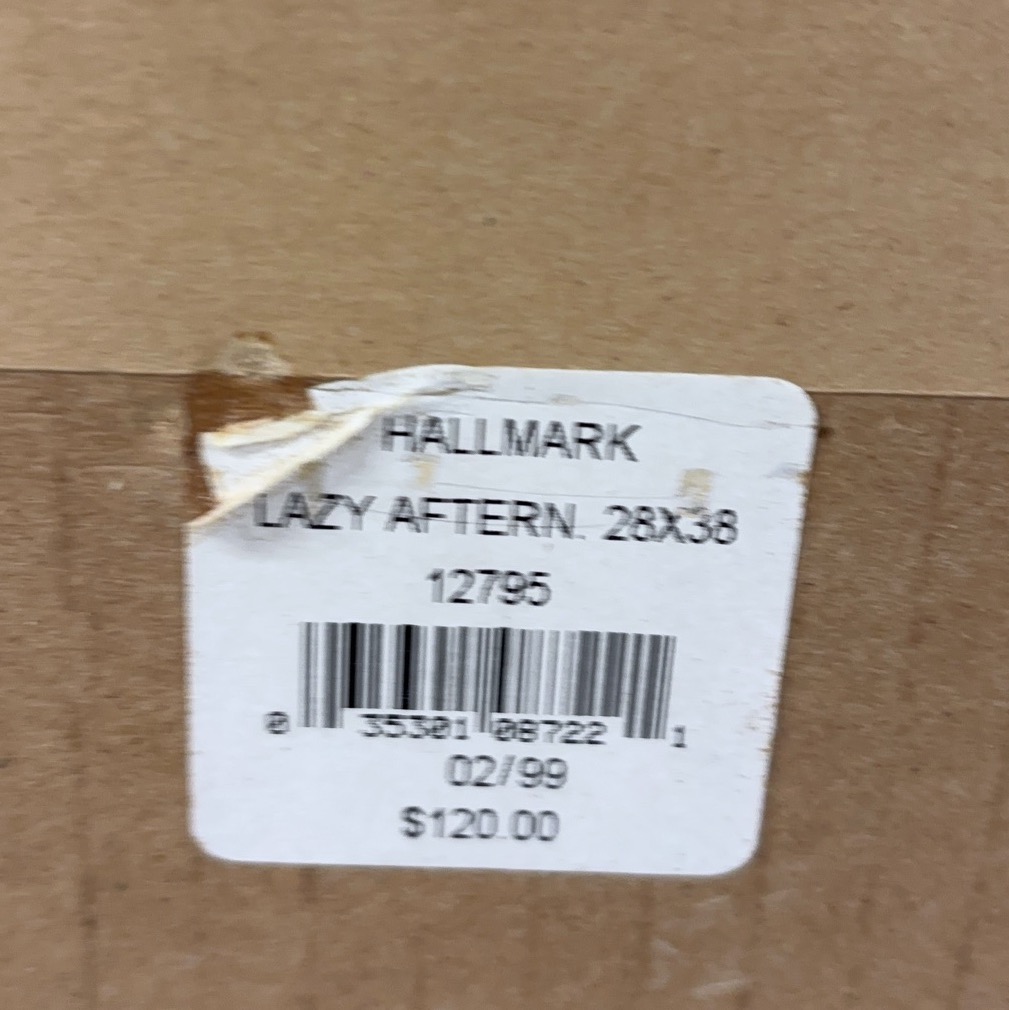 HALLMARK
LAZY AFTERN. 28X38
12795
0 35301 08722 1
02/99
$120.00